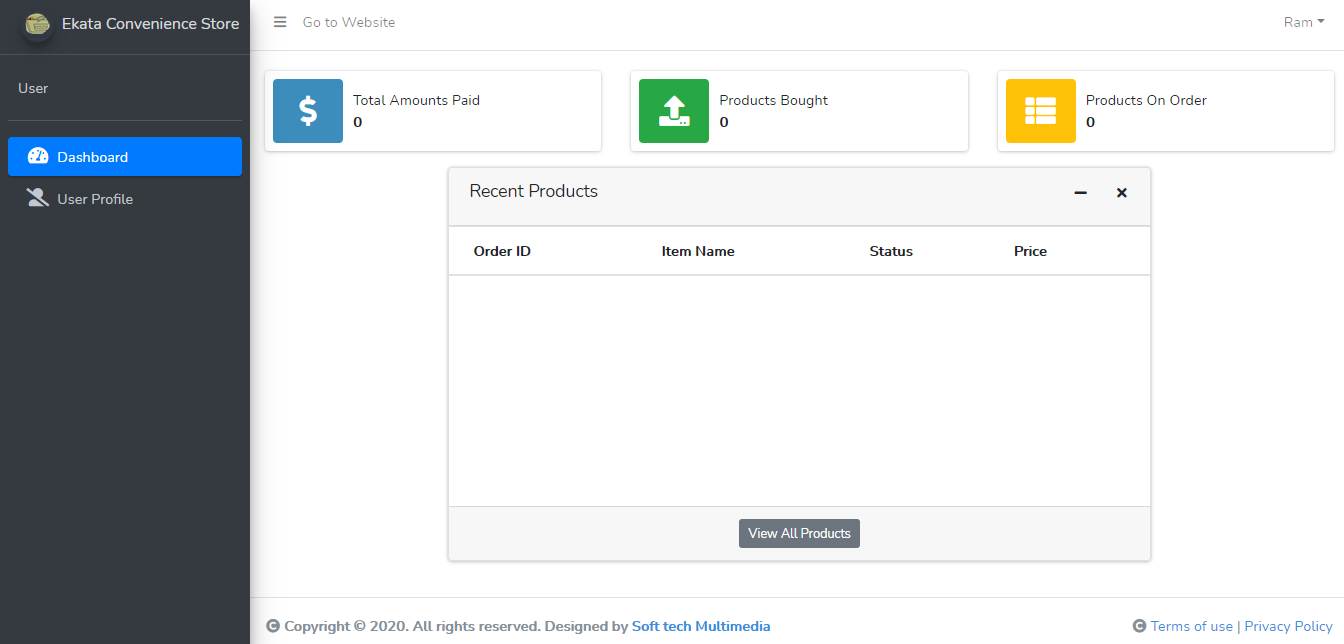 Ekata Convenience Store
Go to Website
Ram
User
Dashboard
User Profile
Total Amounts Paid
0
Products Bought
0
Products On Order
0
Recent Products
Order ID Item Name Status Price
View All Products
Copyright © 2020. All rights reserved. Designed by Soft tech Multimedia
Terms of use | Privacy Policy